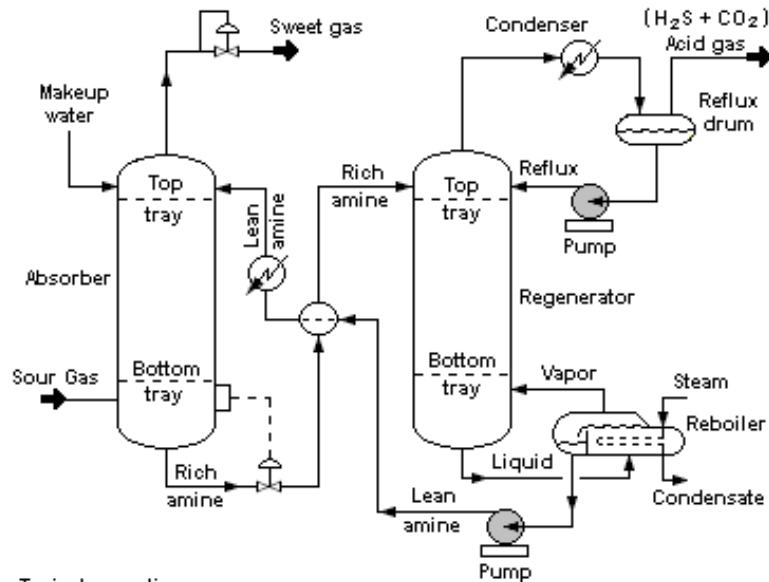 Sweet gas
Condenser
(H₂S + CO₂)
Acid gas
Makeup
water
Reflux
drum
Rich
amine
Reflux
Top
tray
Lean
amine
Top
tray
Pump
Absorber
Regenerator
Bottom
tray
Bottom
tray
Sour Gas
Vapor
Steam
Reboiler
Rich
amine
Liquid
Condensate
Lean
amine
Pump